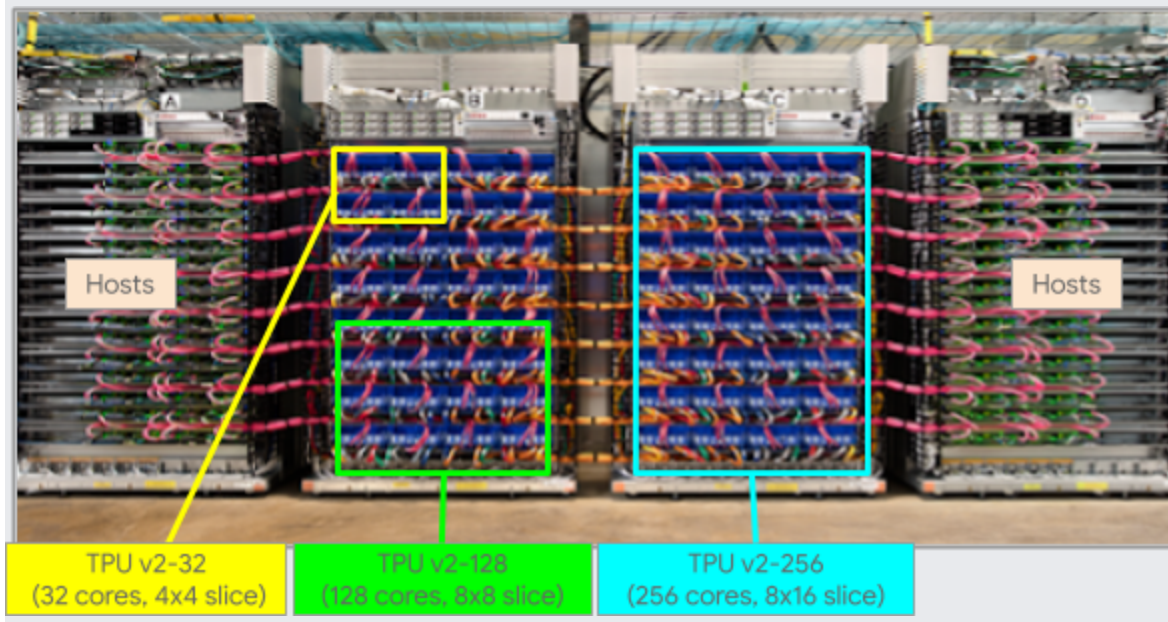 A
B
C
D
Hosts
Hosts
TPU v2-32
(32 cores, 4x4 slice)
TPU v2-128
(128 cores, 8x8 slice)
TPU v2-256
(256 cores, 8x16 slice)